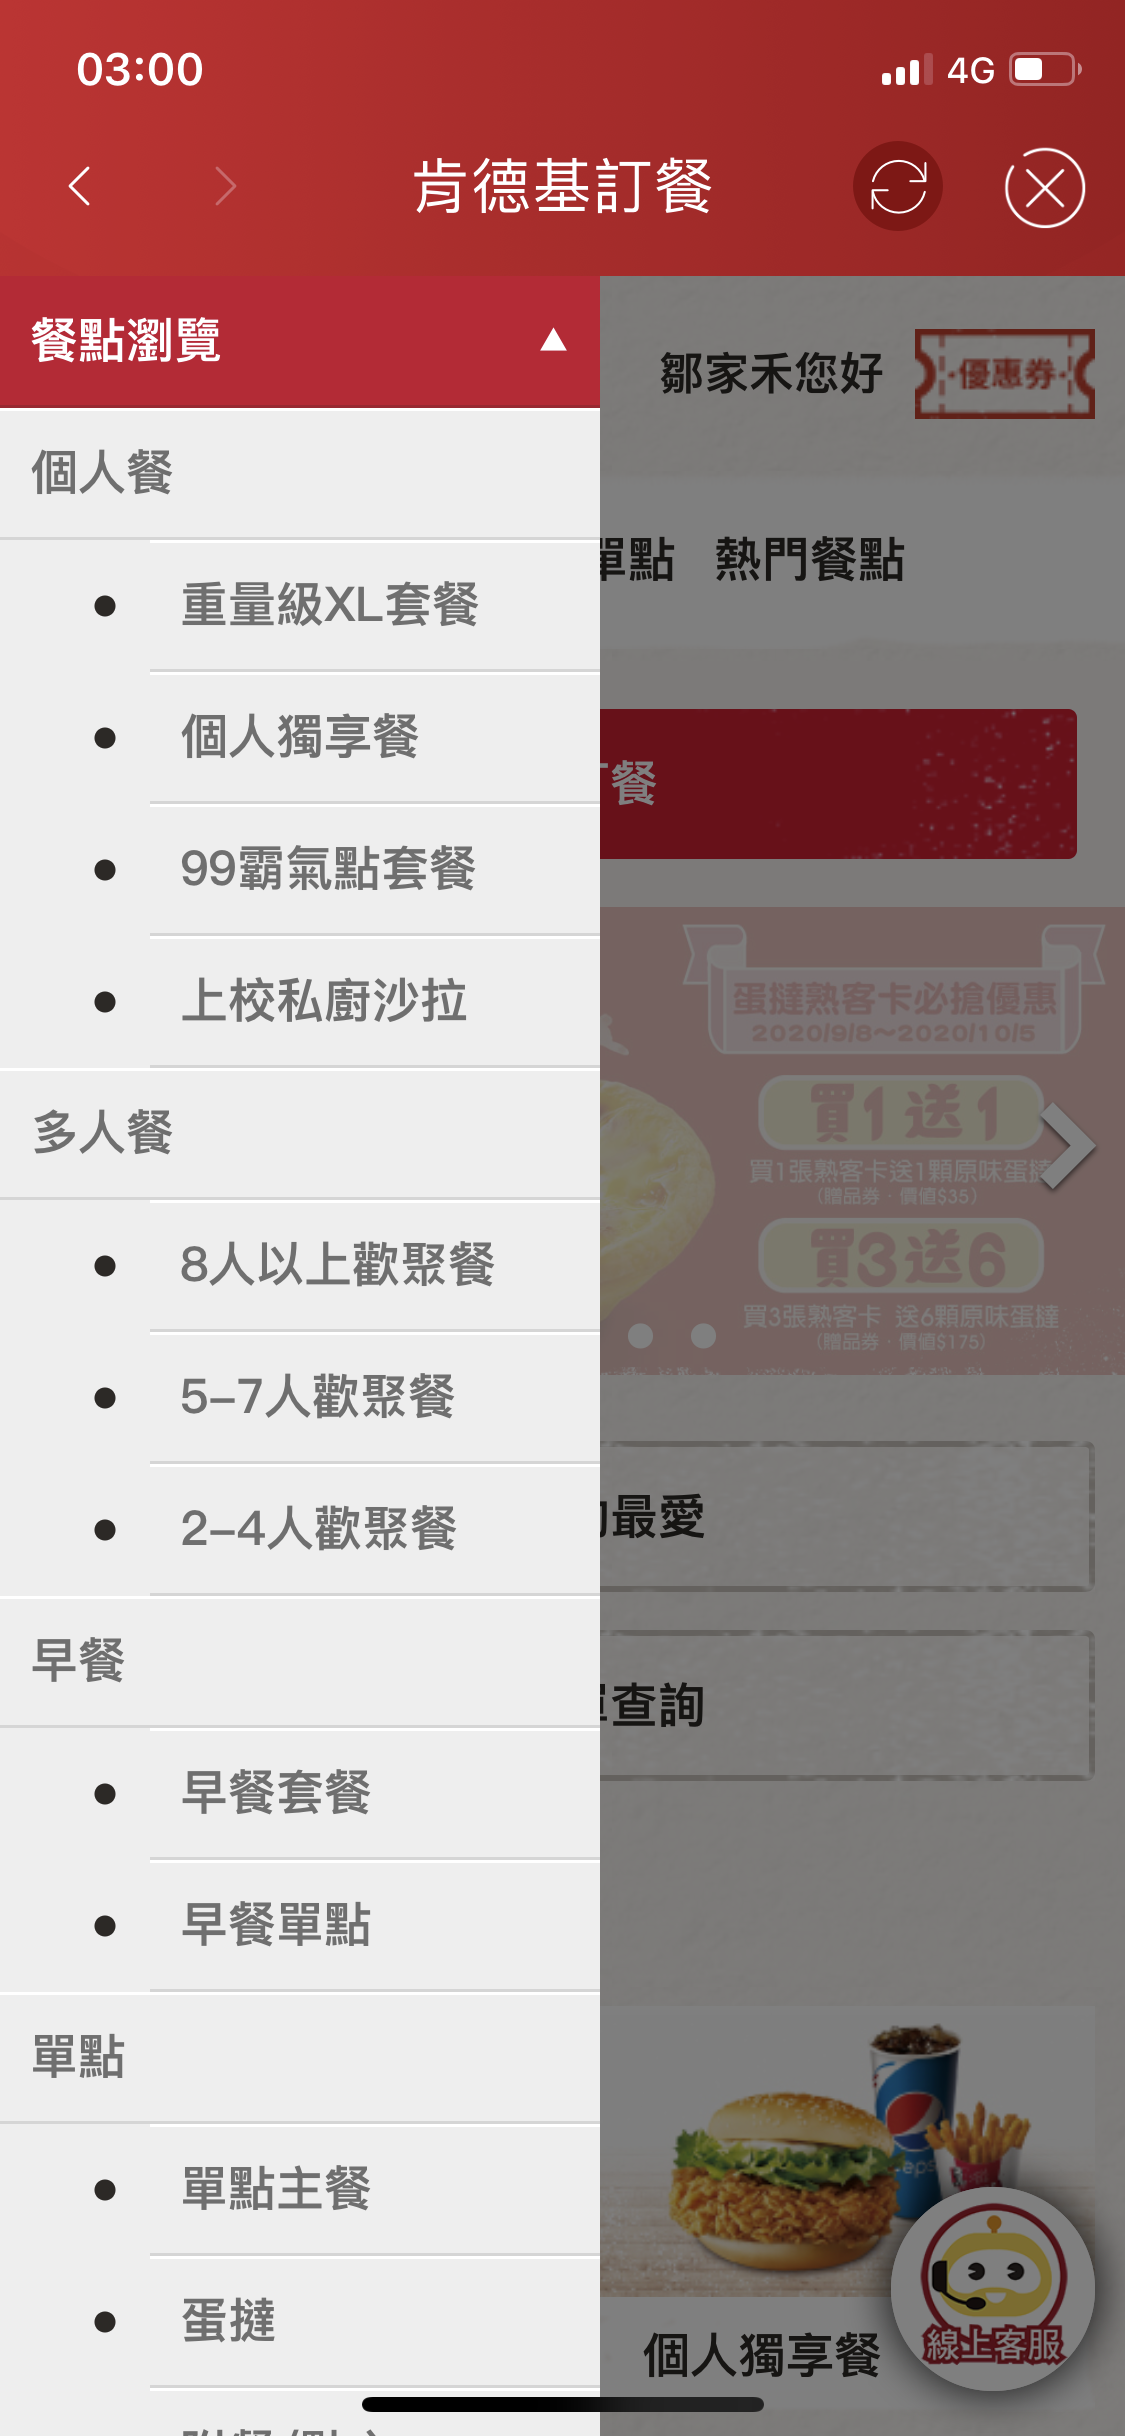 03:00
4G
肯德基訂餐
餐點瀏覽
鄒家禾您好
優惠券
個人餐
單點
熱門餐點
重量級XL套餐
個人獨享餐
訂餐
99霸氣點套餐
上校私廚沙拉
蛋撻熟客卡必搶優惠
2020/9/8～2020/10/5
買1送1
買1張熟客卡送1顆原味蛋撻
(贈品券・價值$35)
買3送6
買3張熟客卡 送6顆原味蛋撻
(贈品券・價值$175)
多人餐
8人以上歡聚餐
5-7人歡聚餐
2-4人歡聚餐
最愛
早餐
查詢
早餐套餐
早餐單點
單點
單點主餐
蛋撻
個人獨享餐
線上客服